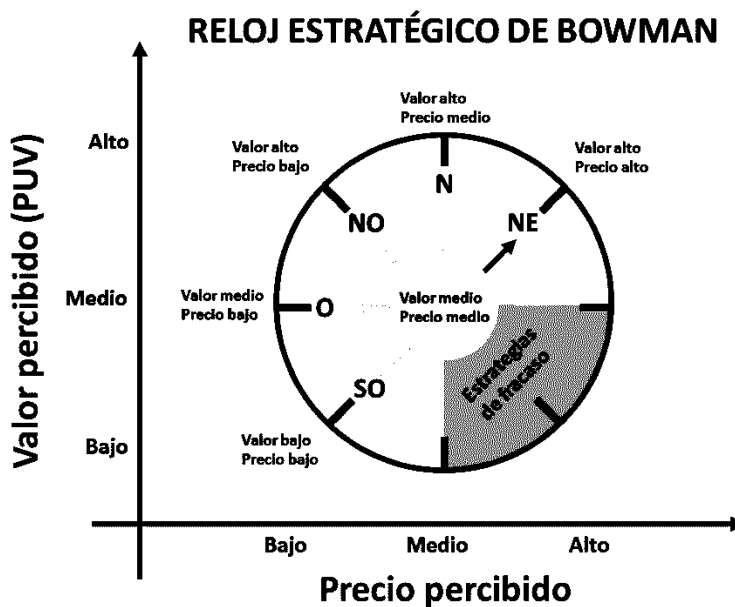 RELOJ ESTRATÉGICO DE BOWMAN
Valor percibido (PUV)
Alto
Medio
Bajo
Valor alto
Precio medio
Valor alto
Precio bajo
Valor alto
Precio alto
N
NO
NE
Valor medio
Precio bajo
O
Valor medio
Precio medio
SO
Estrategias
de fracaso
Valor bajo
Precio bajo
Bajo
Medio
Alto
Precio percibido